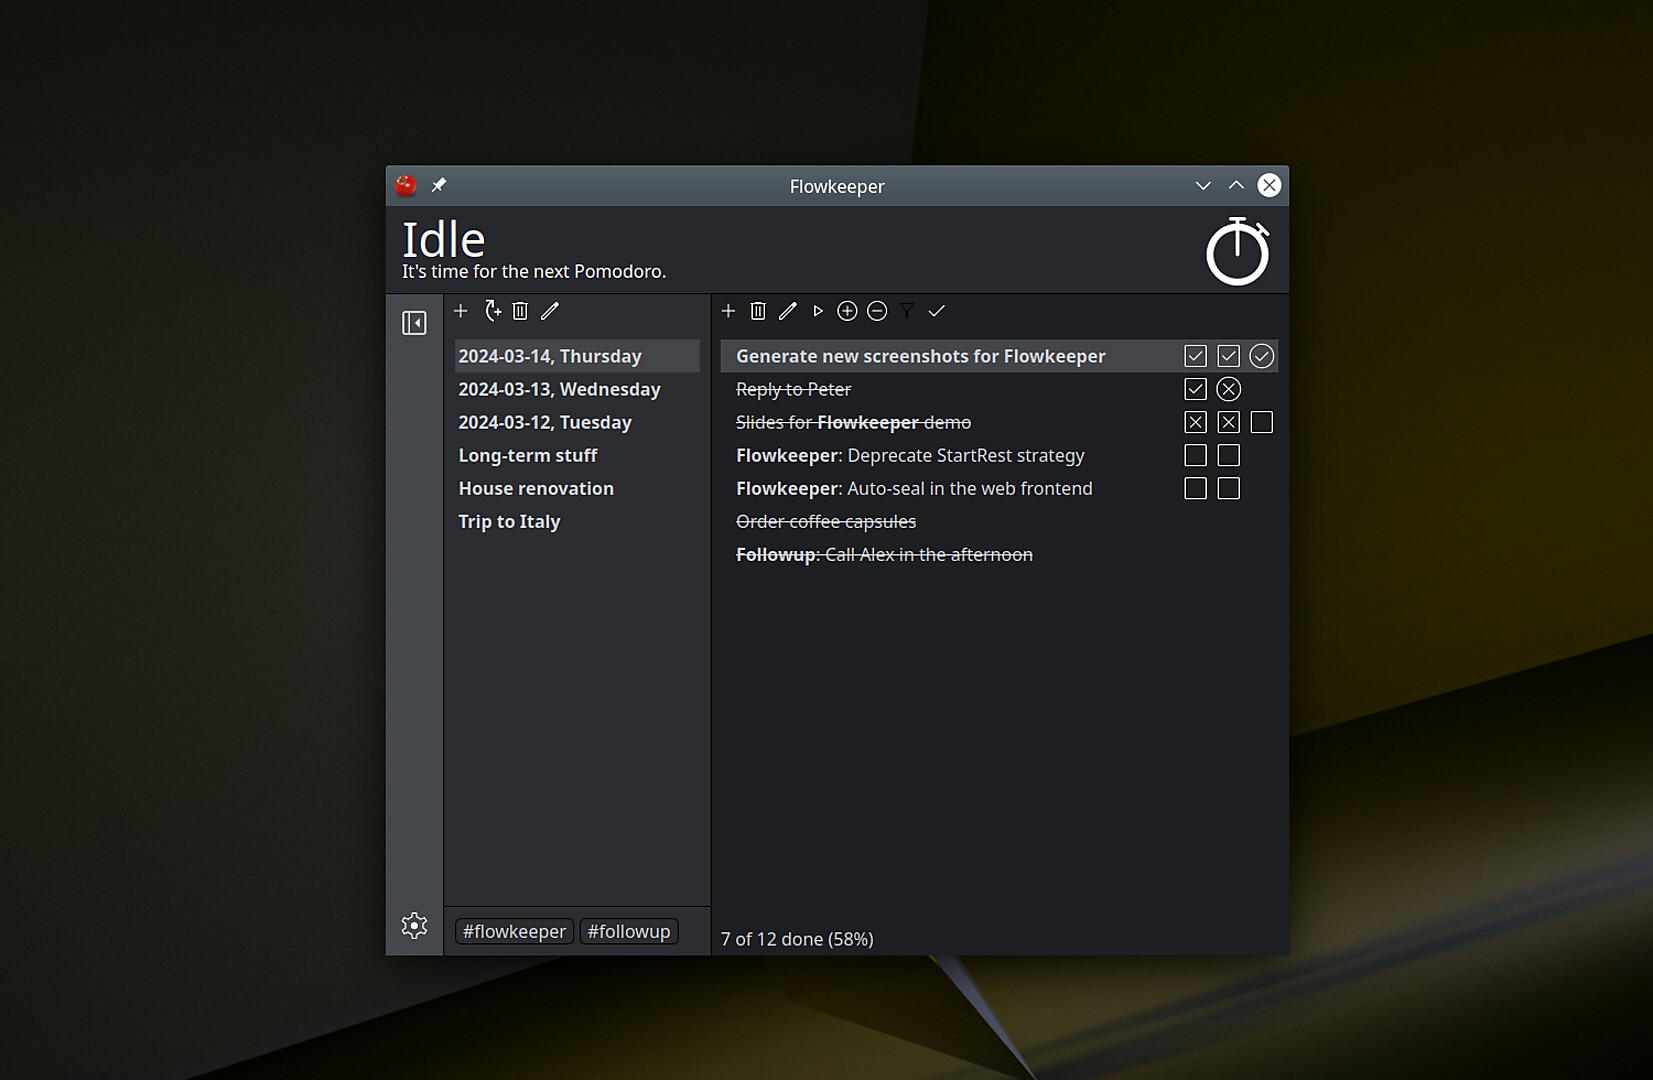 Flowkeeper
Idle
It's time for the next Pomodoro.
2024-03-14, Thursday
2024-03-13, Wednesday
2024-03-12, Tuesday
Long-term stuff
House renovation
Trip to Italy
#flowkeeper #followup
Generate new screenshots for Flowkeeper
Reply to Peter
Slides for Flowkeeper demo
Flowkeeper: Deprecate StartRest strategy
Flowkeeper: Auto-seal in the web frontend
Order coffee capsules
Followup: Call Alex in the afternoon
7 of 12 done (58%)